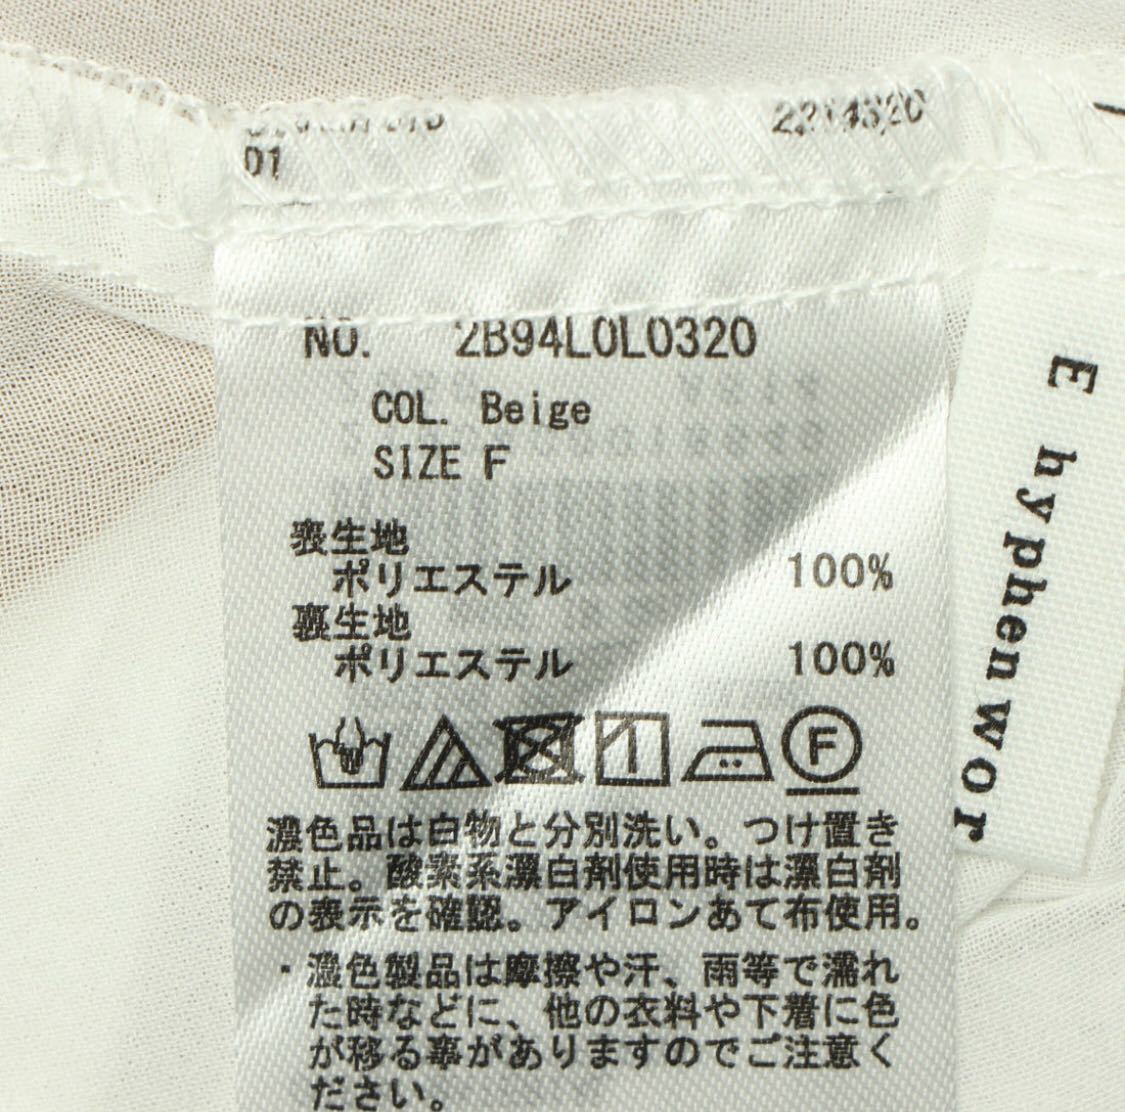 01
NO. 2B94L0L0320
COL. Beige
SIZE F
表生地
ポリエステル 100%
裏生地
ポリエステル 100%
F
濃色品は白物と分別洗い。つけ置き
禁止。酸素系漂白剤使用時は漂白剤
の表示を確認。アイロンあて布使用。
・濃色製品は摩擦や汗、雨等で濡れ
た時などに、他の衣料や下着に色
が移る事がありますのでご注意く
ださい。
E hyphen wor